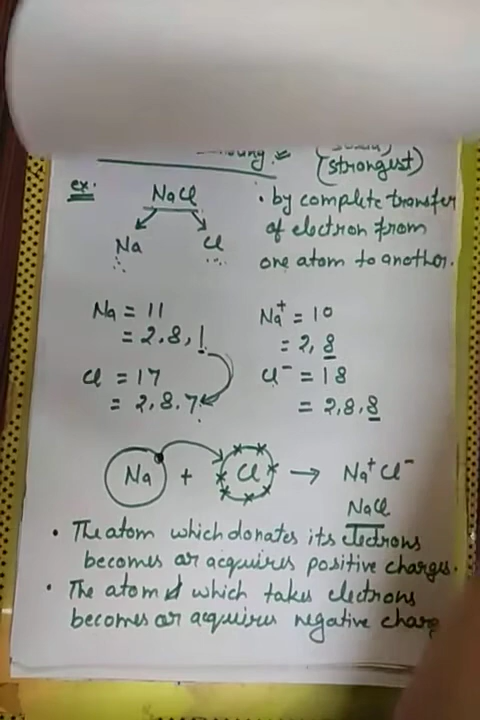 (strongest)
ex. NaCl
Na Cl
• by complete transfer
of electron from
one atom to another.
Na = 11
= 2,8,1
Cl = 17
= 2,8,7
Na⁺ = 10
= 2,8
Cl⁻ = 18
= 2,8,8
Na + Cl → Na⁺Cl⁻
NaCl
• The atom which donates its electrons
becomes or acquires positive charges.
• The atom which takes electrons
becomes or acquires negative charg